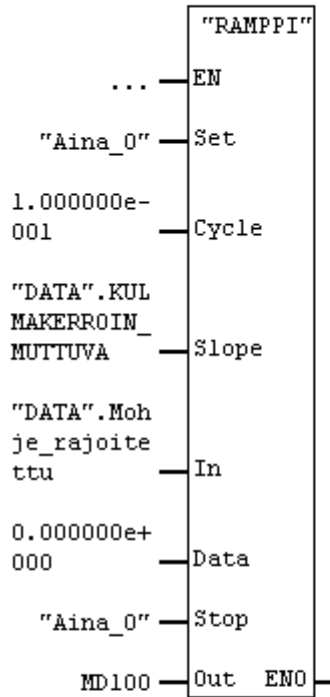 "RAMPPI"
... EN
"Aina_0" Set
1.000000e-
001 Cycle
"DATA".KUL
MAKERROIN_
MUTTUVA Slope
"DATA".Moh
je_rajoite
ttu In
0.000000e+
000 Data
"Aina_0" Stop
MD100 Out ENO